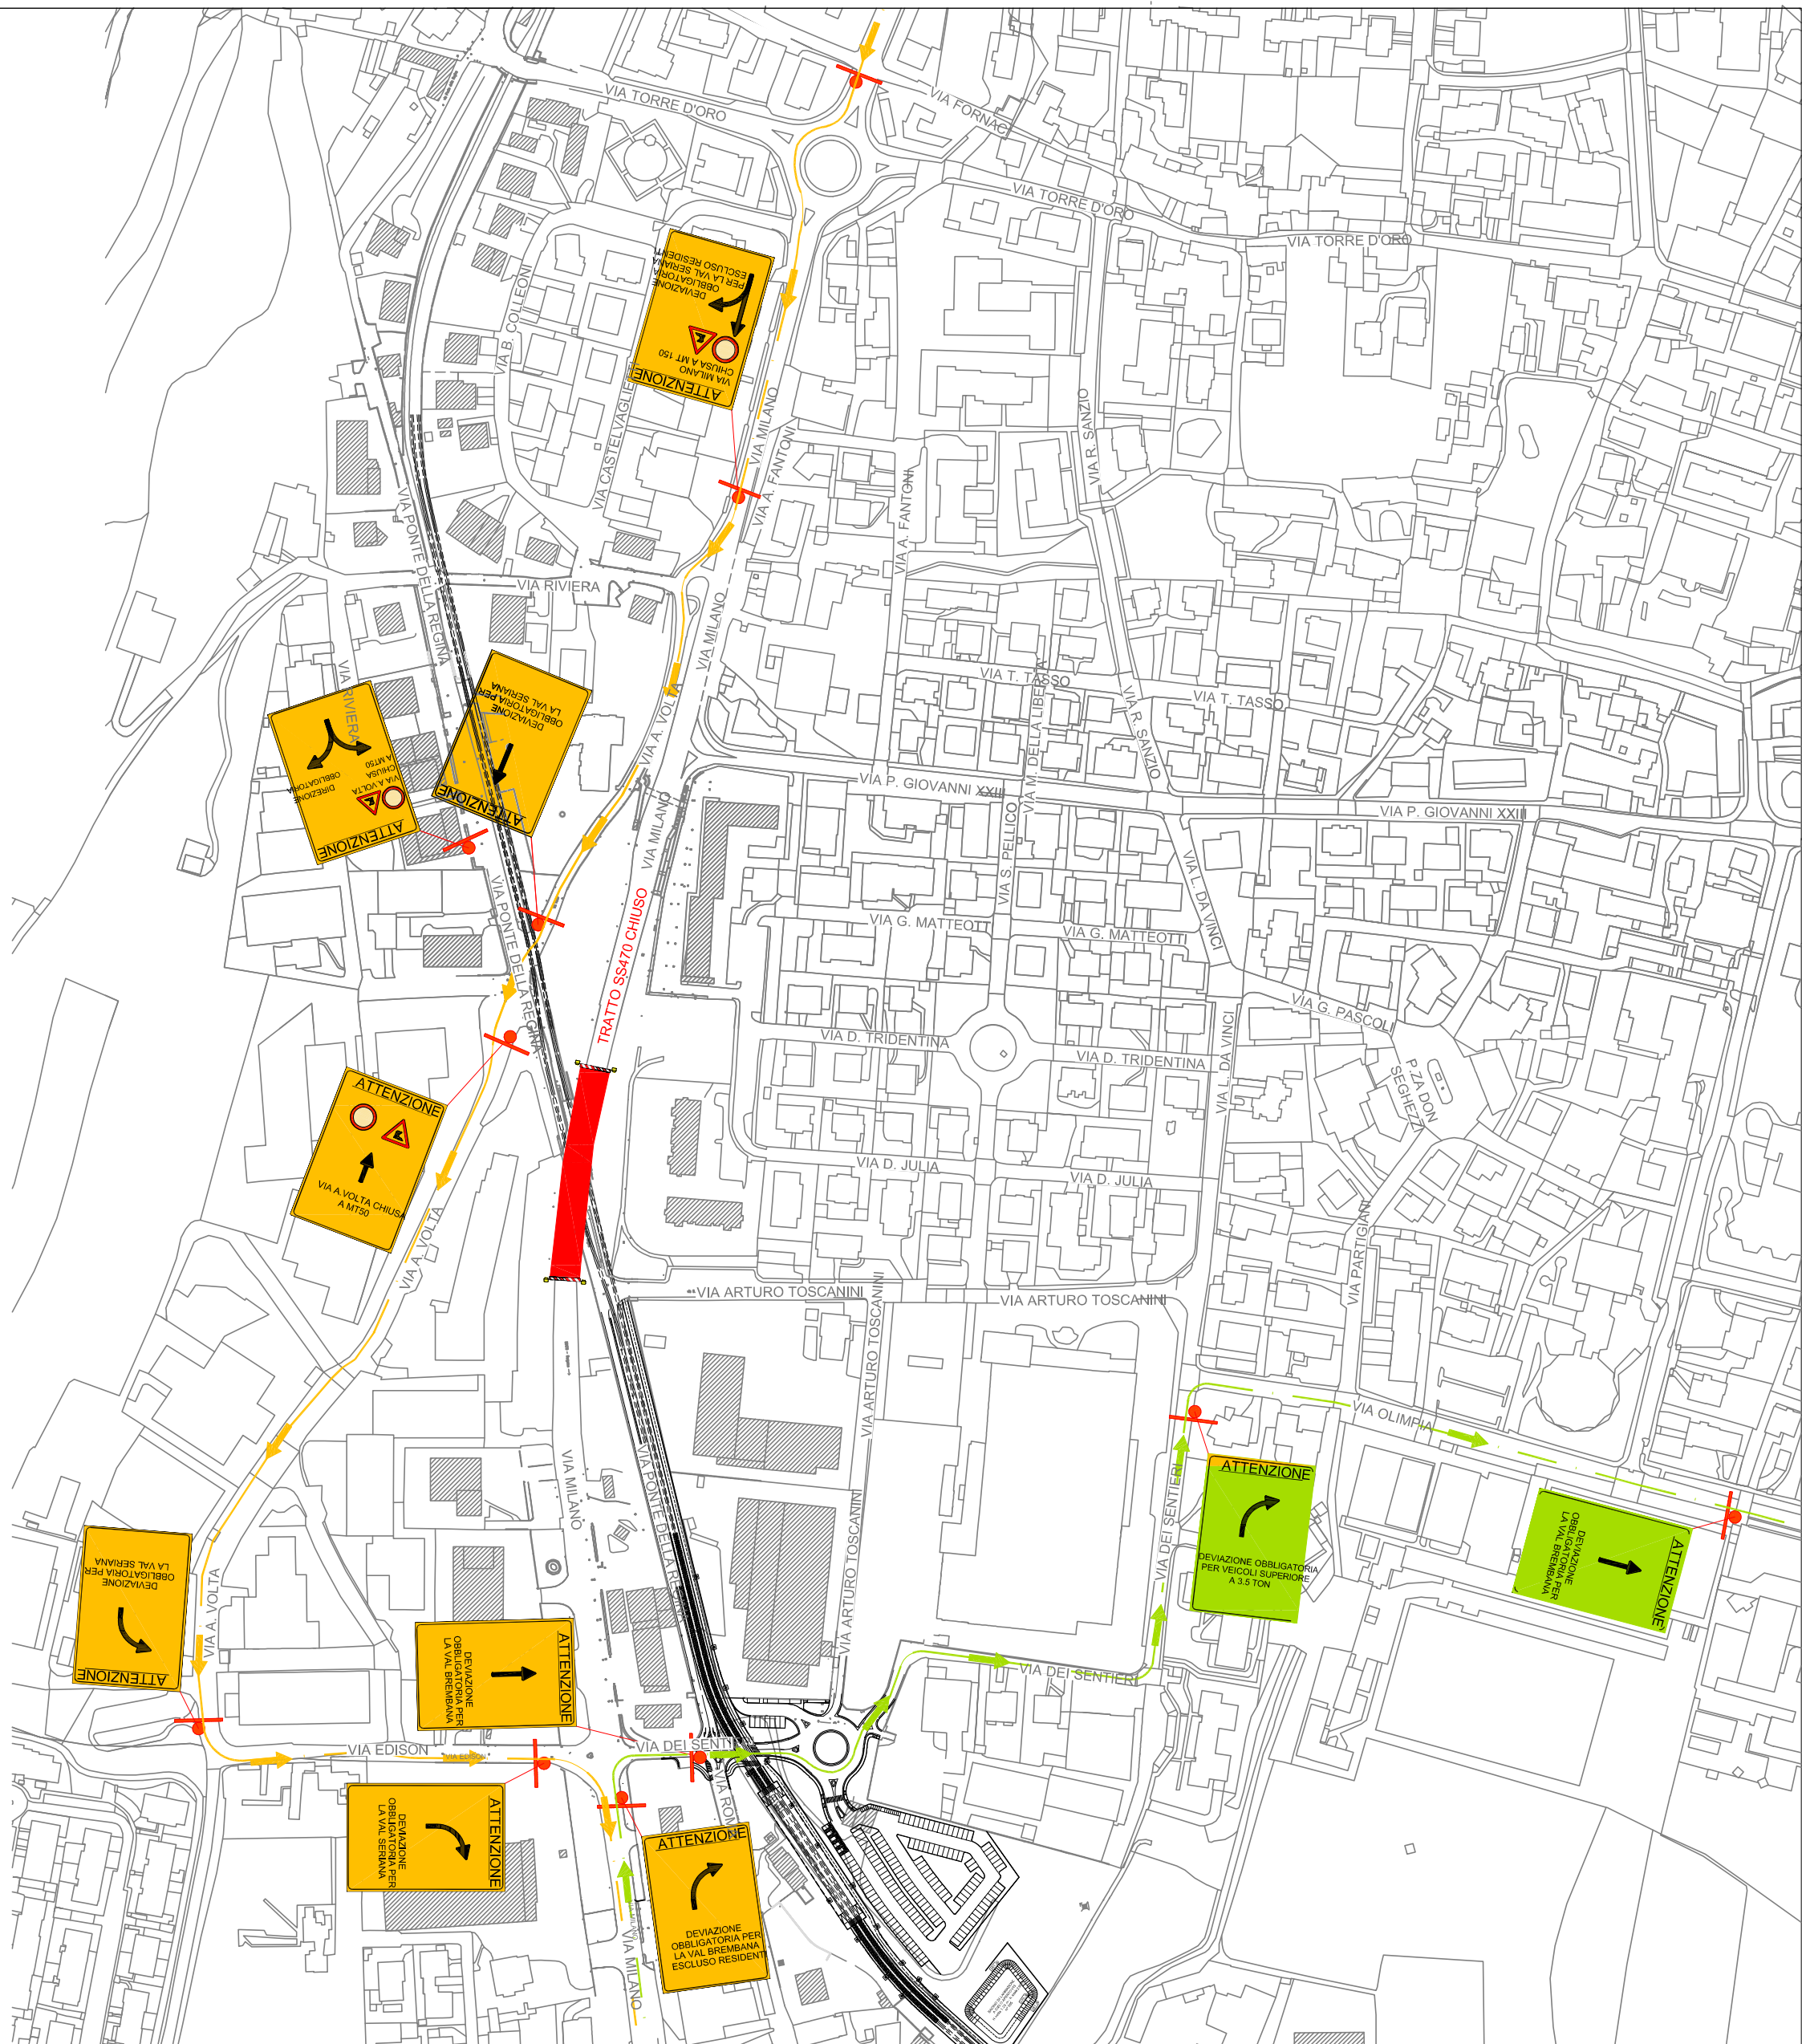 VIA TORRE D'ORO
VIA FORNACI
VIA TORRE D'ORO
VIA TORRE D'ORO
ATTENZIONE
VIA MILANO
CHIUSA A MT 150
DEVIAZIONE
OBBLIGATORIA
PER LA VAL SERIANA
ESCLUSO RESIDENTI
VIA B. COLLEONI
VIA CASTELVAGLIETTI
VIA MILANO
VIA A. FANTONI
VIA A. FANTONI
VIA R. SANZIO
VIA PONTE DELLA REGINA
VIA RIVIERA
VIA MILANO
VIA T. TASSO
VIA T. TASSO
VIA M. DELLA LIBERTA'
VIA R. SANZIO
VIA RIVIERA
ATTENZIONE
VIA A.VOLTA
CHIUSA
A MT50
DIREZIONE
OBBLIGATORIA
ATTENZIONE
DEVIAZIONE
OBBLIGATORIA PER
LA VAL SERIANA
VIA A. VOLTA
VIA P. GIOVANNI XXIII
VIA P. GIOVANNI XXIII
VIA MILANO
VIA S. PELLICO
VIA L. DA VINCI
VIA PONTE DELLA REGINA
TRATTO SS470 CHIUSO
VIA G. MATTEOTTI
VIA G. MATTEOTTI
VIA G. PASCOLI
VIA D. TRIDENTINA
VIA D. TRIDENTINA
VIA L. DA VINCI
P.ZA DON
SEGHEZZI
ATTENZIONE
VIA A.VOLTA CHIUSA
A MT50
VIA D. JULIA
VIA D. JULIA
VIA A. VOLTA
VIA PARTIGIANI
VIA ARTURO TOSCANINI
VIA ARTURO TOSCANINI
VIA ARTURO TOSCANINI
VIA OLIMPIA
VIA MILANO
VIA PONTE DELLA REGINA
VIA ARTURO TOSCANINI
VIA DEI SENTIERI
ATTENZIONE
DEVIAZIONE OBBLIGATORIA
PER VEICOLI SUPERIORE
A 3.5 TON
ATTENZIONE
DEVIAZIONE
OBBLIGATORIA PER
LA VAL BREMBANA
ATTENZIONE
DEVIAZIONE
OBBLIGATORIA PER
LA VAL SERIANA
VIA A. VOLTA
ATTENZIONE
DEVIAZIONE
OBBLIGATORIA PER
LA VAL BREMBANA
VIA DEI SENTIERI
VIA EDISON
VIA EDISON
VIA DEI SENTI
VIA ROMA
ATTENZIONE
DEVIAZIONE
OBBLIGATORIA PER
LA VAL SERIANA
ATTENZIONE
DEVIAZIONE
OBBLIGATORIA PER
LA VAL BREMBANA
ESCLUSO RESIDENTI
VIA MILANO
VIA MILANO